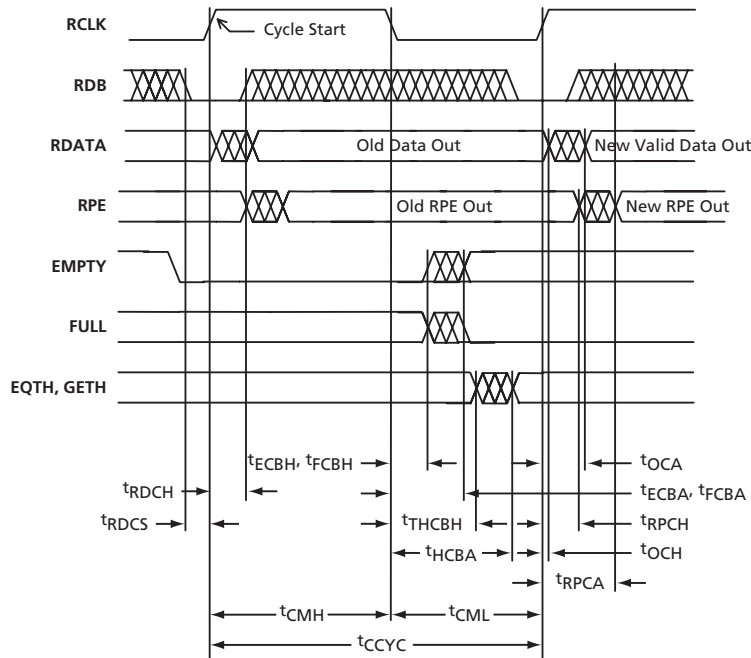 RCLK
Cycle Start
RDB
RDATA
Old Data Out
New Valid Data Out
RPE
Old RPE Out
New RPE Out
EMPTY
FULL
EQTH, GETH
tECBH, tFCBH
tOCA
tRDCH
tECBA, tFCBA
tRDCS
tTHCBH
tRPCH
tHCBA
tOCH
tRPCA
tCMH
tCML
tCCYC